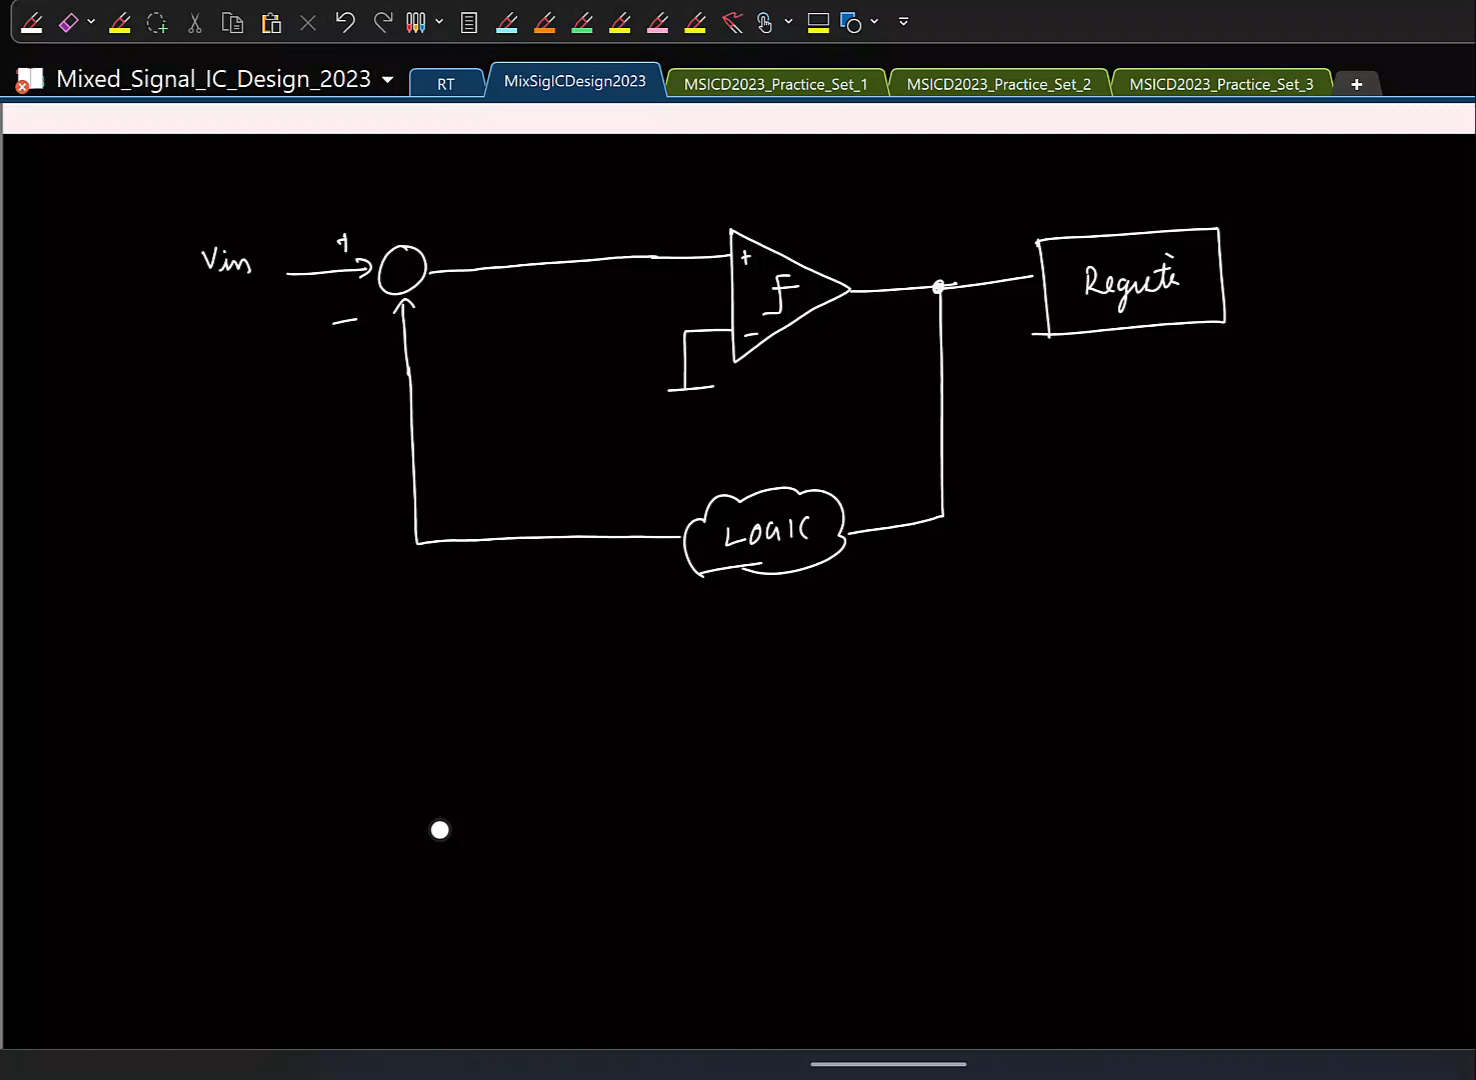 Mixed_Signal_IC_Design_2023
RT
MixSigICDesign2023
MSICD2023_Practice_Set_1
MSICD2023_Practice_Set_2
MSICD2023_Practice_Set_3
+
Vin
+
-
+
-
LOGIC